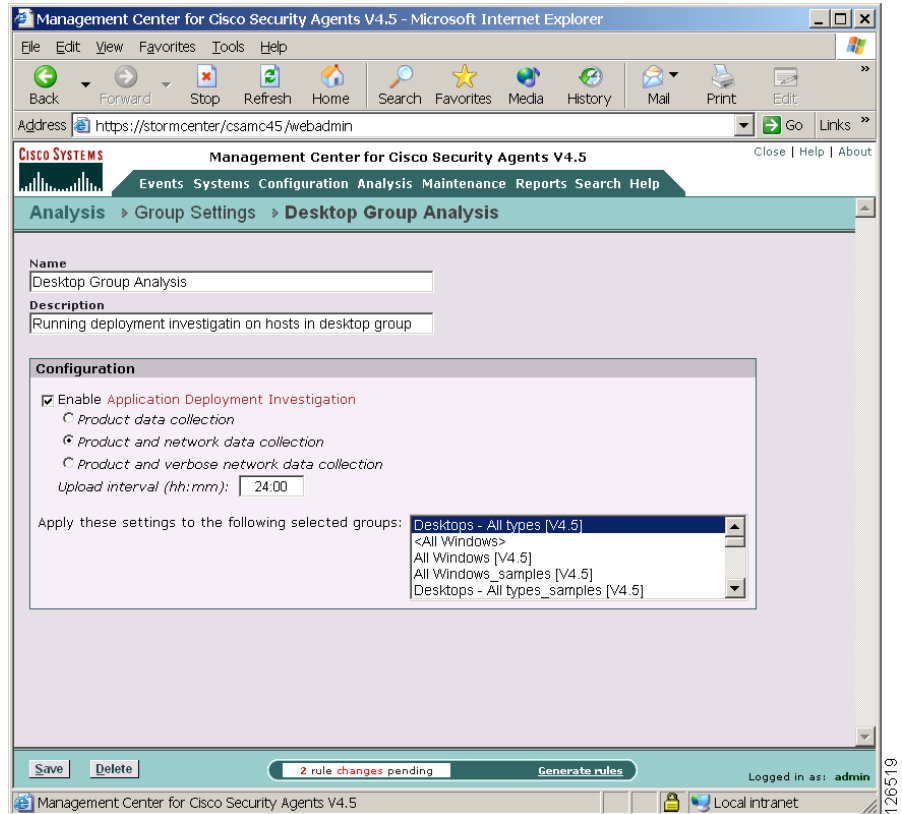 Management Center for Cisco Security Agents V4.5 - Microsoft Internet Explorer
File Edit View Favorites Tools Help
Back Forward Stop Refresh Home Search Favorites Media History Mail Print Edit »
Address https://stormcenter/csamc45/webadmin Go Links »
CISCO SYSTEMS Management Center for Cisco Security Agents V4.5 Close | Help | About
Events Systems Configuration Analysis Maintenance Reports Search Help
Analysis Group Settings Desktop Group Analysis
Name
Desktop Group Analysis
Description
Running deployment investigatin on hosts in desktop group
Configuration
Enable Application Deployment Investigation
Product data collection
Product and network data collection
Product and verbose network data collection
Upload interval (hh:mm): 24:00
Apply these settings to the following selected groups: Desktops - All types [V4.5]
<All Windows>
All Windows [V4.5]
All Windows_samples [V4.5]
Desktops - All types_samples [V4.5]
Save Delete 2 rule changes pending Generate rules Logged in as: admin
Management Center for Cisco Security Agents V4.5 Local intranet
126519